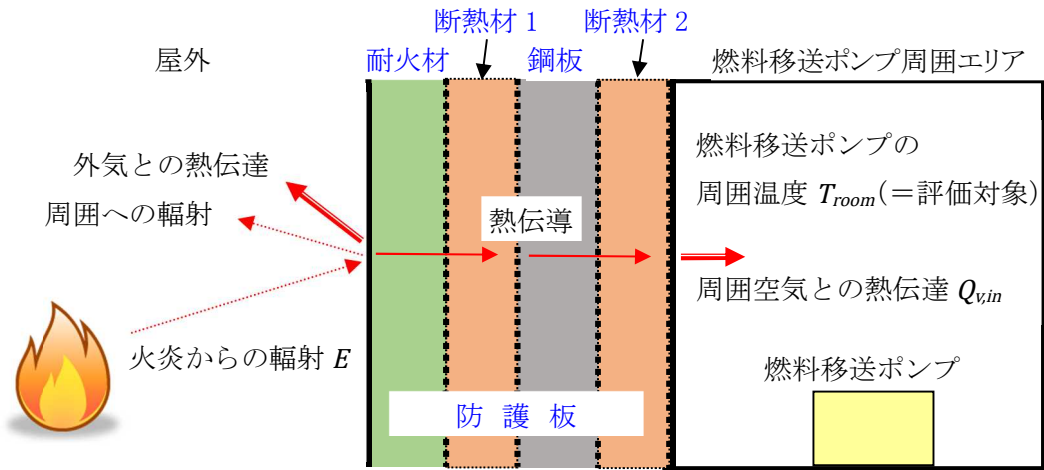 断熱材 1
断熱材 2
屋外
耐火材
鋼板
燃料移送ポンプ周囲エリア
外気との熱伝達
周囲への輻射
熱伝導
燃料移送ポンプの
周囲温度 Troom(＝評価対象)
周囲空気との熱伝達 Qv,in
火炎からの輻射 E
燃料移送ポンプ
防 護 板